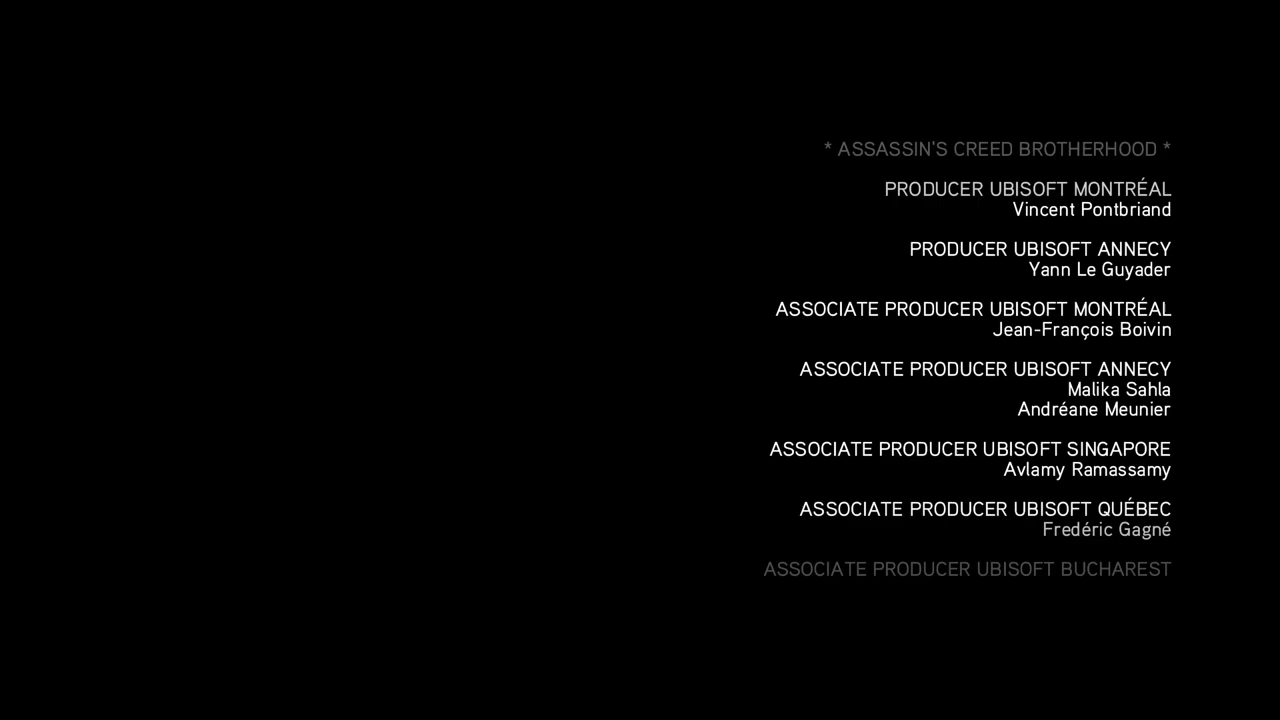 * ASSASSIN'S CREED BROTHERHOOD *
PRODUCER UBISOFT MONTRÉAL
Vincent Pontbriand
PRODUCER UBISOFT ANNECY
Yann Le Guyader
ASSOCIATE PRODUCER UBISOFT MONTRÉAL
Jean-François Boivin
ASSOCIATE PRODUCER UBISOFT ANNECY
Malika Sahla
Andréane Meunier
ASSOCIATE PRODUCER UBISOFT SINGAPORE
Avlamy Ramassamy
ASSOCIATE PRODUCER UBISOFT QUÉBEC
Fredéric Gagné
ASSOCIATE PRODUCER UBISOFT BUCHAREST